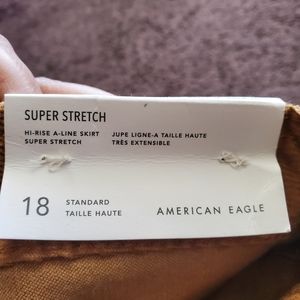 SUPER STRETCH
HI-RISE A-LINE SKIRT
SUPER STRETCH
JUPE LIGNE-A TAILLE HAUTE
TRÈS EXTENSIBLE
18
STANDARD
TAILLE HAUTE
AMERICAN EAGLE